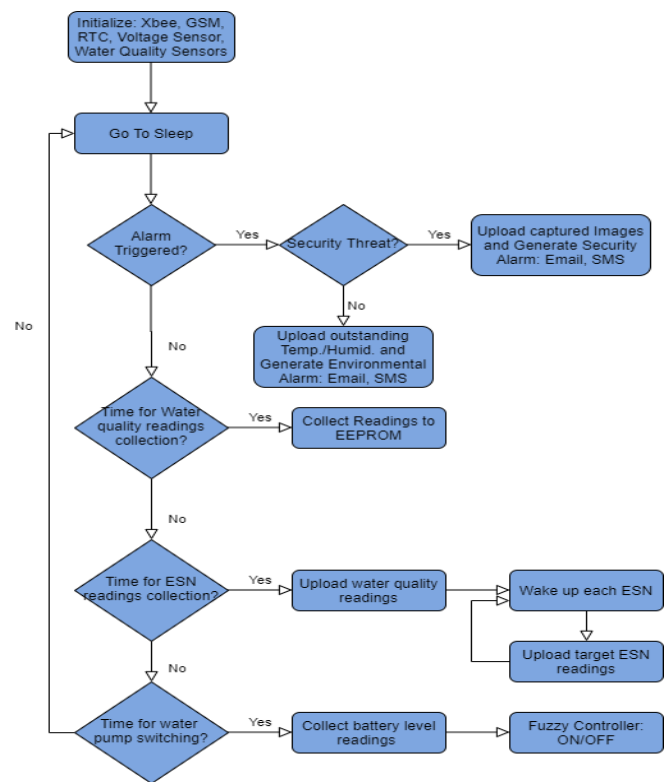 Initialize: Xbee, GSM,
RTC, Voltage Sensor,
Water Quality Sensors
Go To Sleep
Alarm
Triggered?
Yes
Security Threat?
Yes
Upload captured Images
and Generate Security
Alarm: Email, SMS
No
No
Upload outstanding
Temp./Humid. and
Generate Environmental
Alarm: Email, SMS
No
Time for Water
quality readings
collection?
Yes
Collect Readings to
EEPROM
No
Time for ESN
readings collection?
Yes
Upload water quality
readings
Wake up each ESN
Upload target ESN
readings
No
Time for water
pump switching?
Yes
Collect battery level
readings
Fuzzy Controller:
ON/OFF